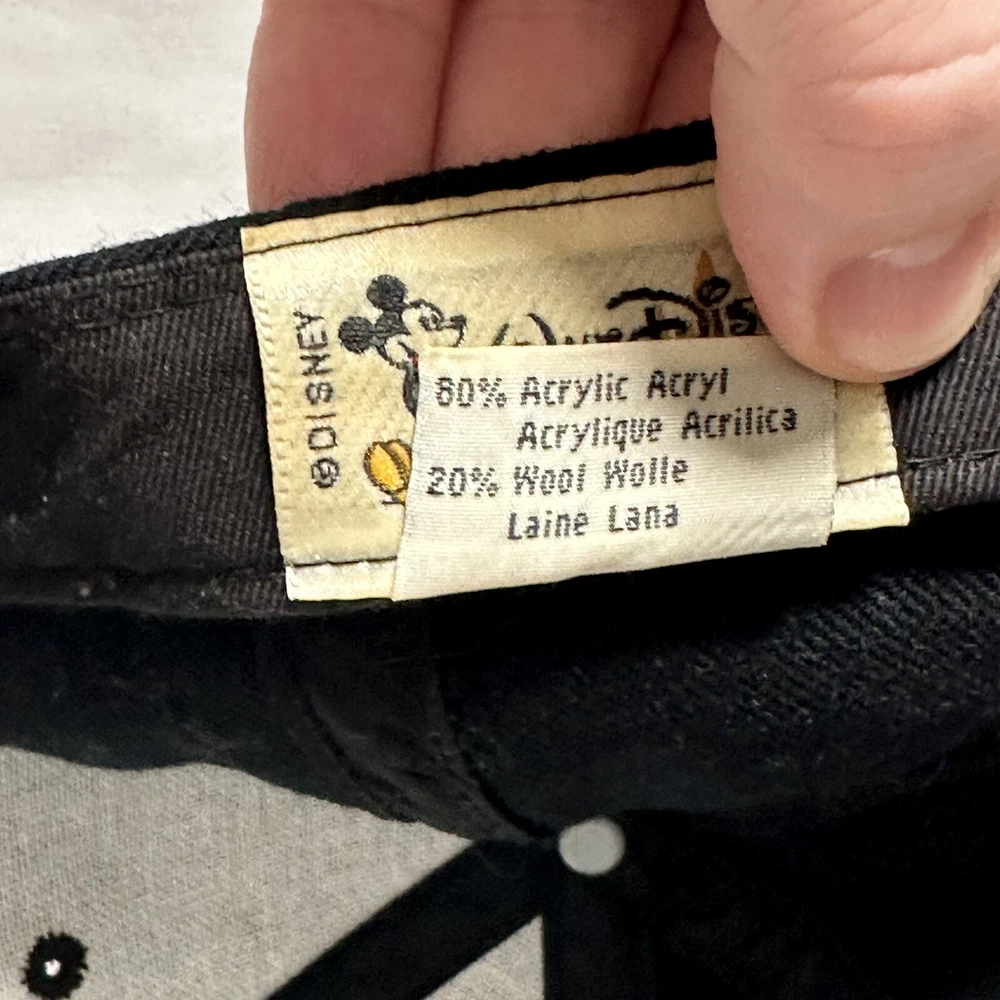 ©DISNEY
80% Acrylic Acryl
Acrylique Acrilica
20% Wool Wolle
Laine Lana